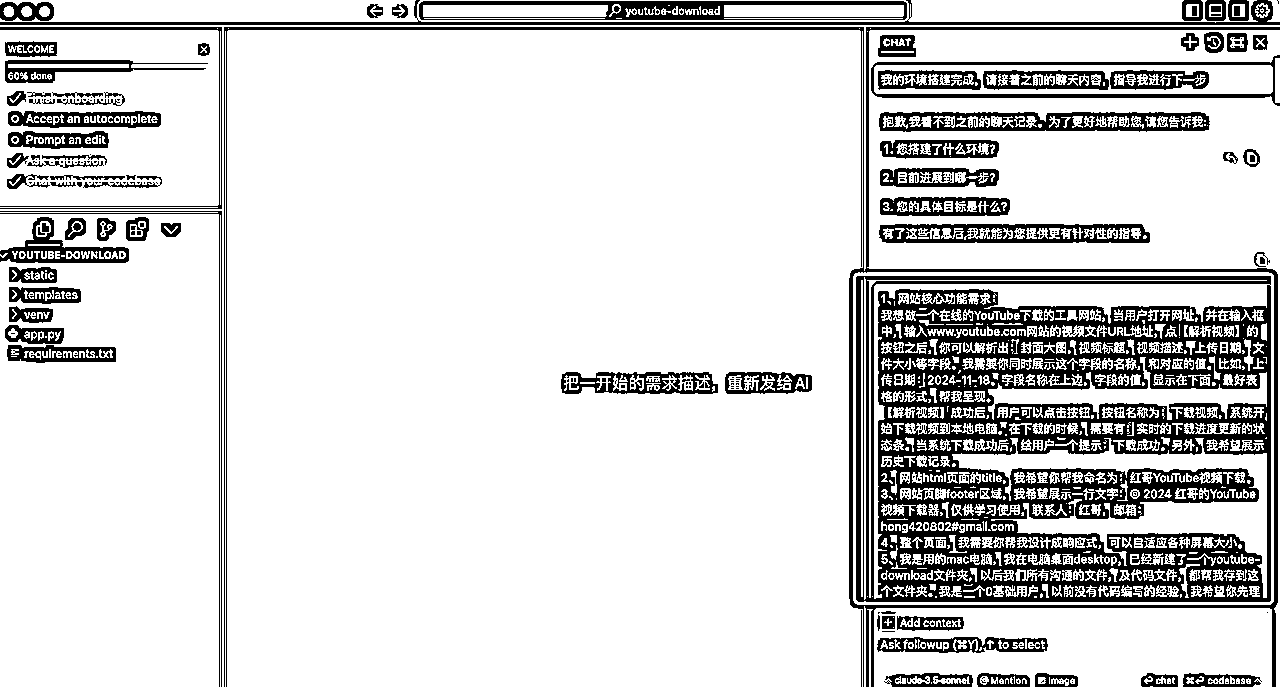 youtube-download
WELCOME
60% done
Finish onboarding
Accept an autocomplete
Prompt an edit
Ask a question
Chat with your codebase
YOUTUBE-DOWNLOAD
static
templates
venv
app.py
requirements.txt
把一开始的需求描述，重新发给 AI
CHAT
我的环境搭建完成，请接着之前的聊天内容，指导我进行下一步
抱歉,我看不到之前的聊天记录。为了更好地帮助您,请您告诉我:
1. 您搭建了什么环境?
2. 目前进展到哪一步?
3. 您的具体目标是什么?
有了这些信息后,我就能为您提供更有针对性的指导。
1、网站核心功能需求：
我想做一个在线的YouTube下载的工具网站，当用户打开网址，并在输入框
中，输入www.youtube.com网站的视频文件URL地址，点【解析视频】的
按钮之后，你可以解析出：封面大图，视频标题，视频描述，上传日期，文
件大小等字段。我需要你同时展示这个字段的名称，和对应的值。比如，上
传日期：2024-11-18。字段名称在上边，字段的值，显示在下面，最好表
格的形式，帮我呈现。
【解析视频】成功后，用户可以点击按钮，按钮名称为：下载视频，系统开
始下载视频到本地电脑。在下载的时候，需要有：实时的下载进度更新的状
态条。当系统下载成功后，给用户一个提示：下载成功。另外，我希望展示
历史下载记录。
2、网站html页面的title，我希望你帮我命名为：红哥YouTube视频下载。
3、网站页脚footer区域，我希望展示二行文字：© 2024 红哥的YouTube
视频下载器，仅供学习使用，联系人：红哥，邮箱：
hong420802#gmail.com
4、整个页面，我需要你帮我设计成响应式，可以自适应各种屏幕大小。
5、我是用的mac电脑，我在电脑桌面desktop，已经新建了一个youtube-
download文件夹，以后我们所有沟通的文件，及代码文件，都帮我存到这
个文件夹。我是一个0基础用户，以前没有代码编写的经验，我希望你先理
Add context
Ask followup (⌘Y), ↑ to select
claude-3.5-sonnet @ Mention Image chat ⌘ codebase